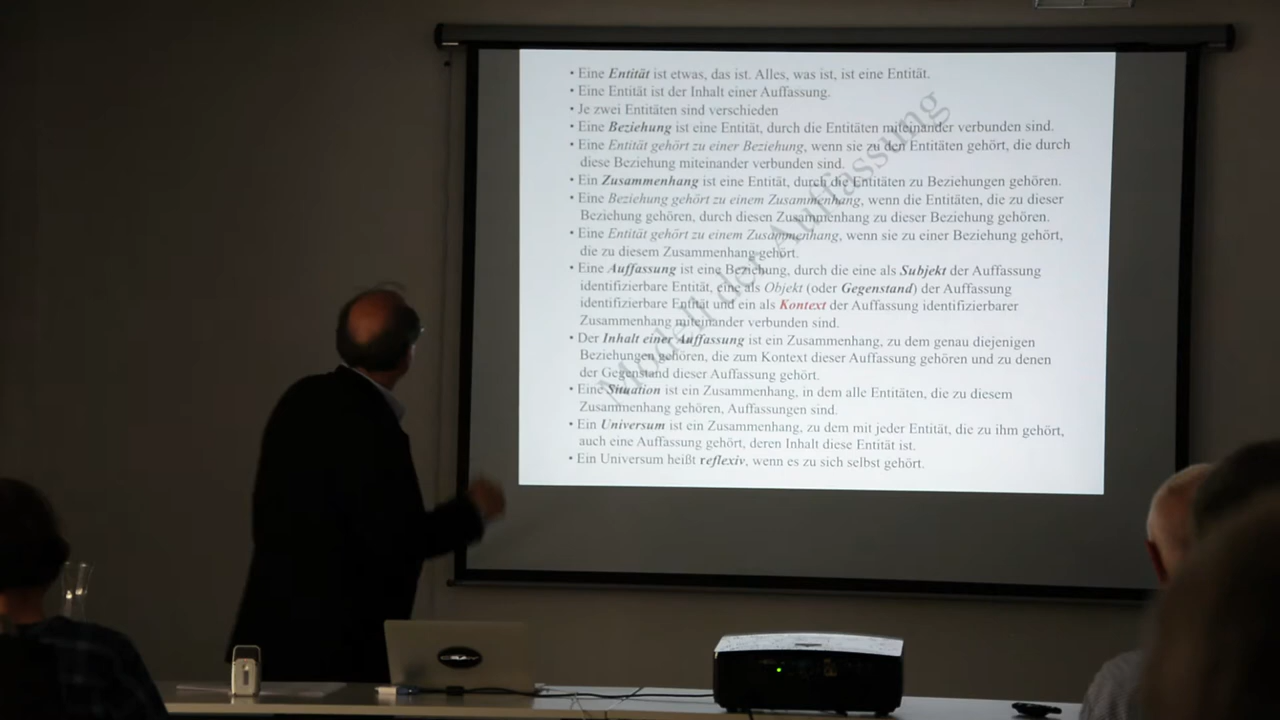 • Eine Entität ist etwas, das ist. Alles, was ist, ist eine Entität.
• Eine Entität ist der Inhalt einer Auffassung.
• Je zwei Entitäten sind verschieden
• Eine Beziehung ist eine Entität, durch die Entitäten miteinander verbunden sind.
• Eine Entität gehört zu einer Beziehung, wenn sie zu den Entitäten gehört, die durch
diese Beziehung miteinander verbunden sind.
• Ein Zusammenhang ist eine Entität, durch die Entitäten zu Beziehungen gehören.
• Eine Beziehung gehört zu einem Zusammenhang, wenn die Entitäten, die zu dieser
Beziehung gehören, durch diesen Zusammenhang zu dieser Beziehung gehören.
• Eine Entität gehört zu einem Zusammenhang, wenn sie zu einer Beziehung gehört,
die zu diesem Zusammenhang gehört.
• Eine Auffassung ist eine Beziehung, durch die eine als Subjekt der Auffassung
identifizierbare Entität, eine als Objekt (oder Gegenstand) der Auffassung
identifizierbare Entität und ein als Kontext der Auffassung identifizierbarer
Zusammenhang miteinander verbunden sind.
• Der Inhalt einer Auffassung ist ein Zusammenhang, zu dem genau diejenigen
Beziehungen gehören, die zum Kontext dieser Auffassung gehören und zu denen
der Gegenstand dieser Auffassung gehört.
• Eine Situation ist ein Zusammenhang, in dem alle Entitäten, die zu diesem
Zusammenhang gehören, Auffassungen sind.
• Ein Universum ist ein Zusammenhang, zu dem mit jeder Entität, die zu ihm gehört,
auch eine Auffassung gehört, deren Inhalt diese Entität ist.
• Ein Universum heißt reflexiv, wenn es zu sich selbst gehört.
Modell der Auffassung